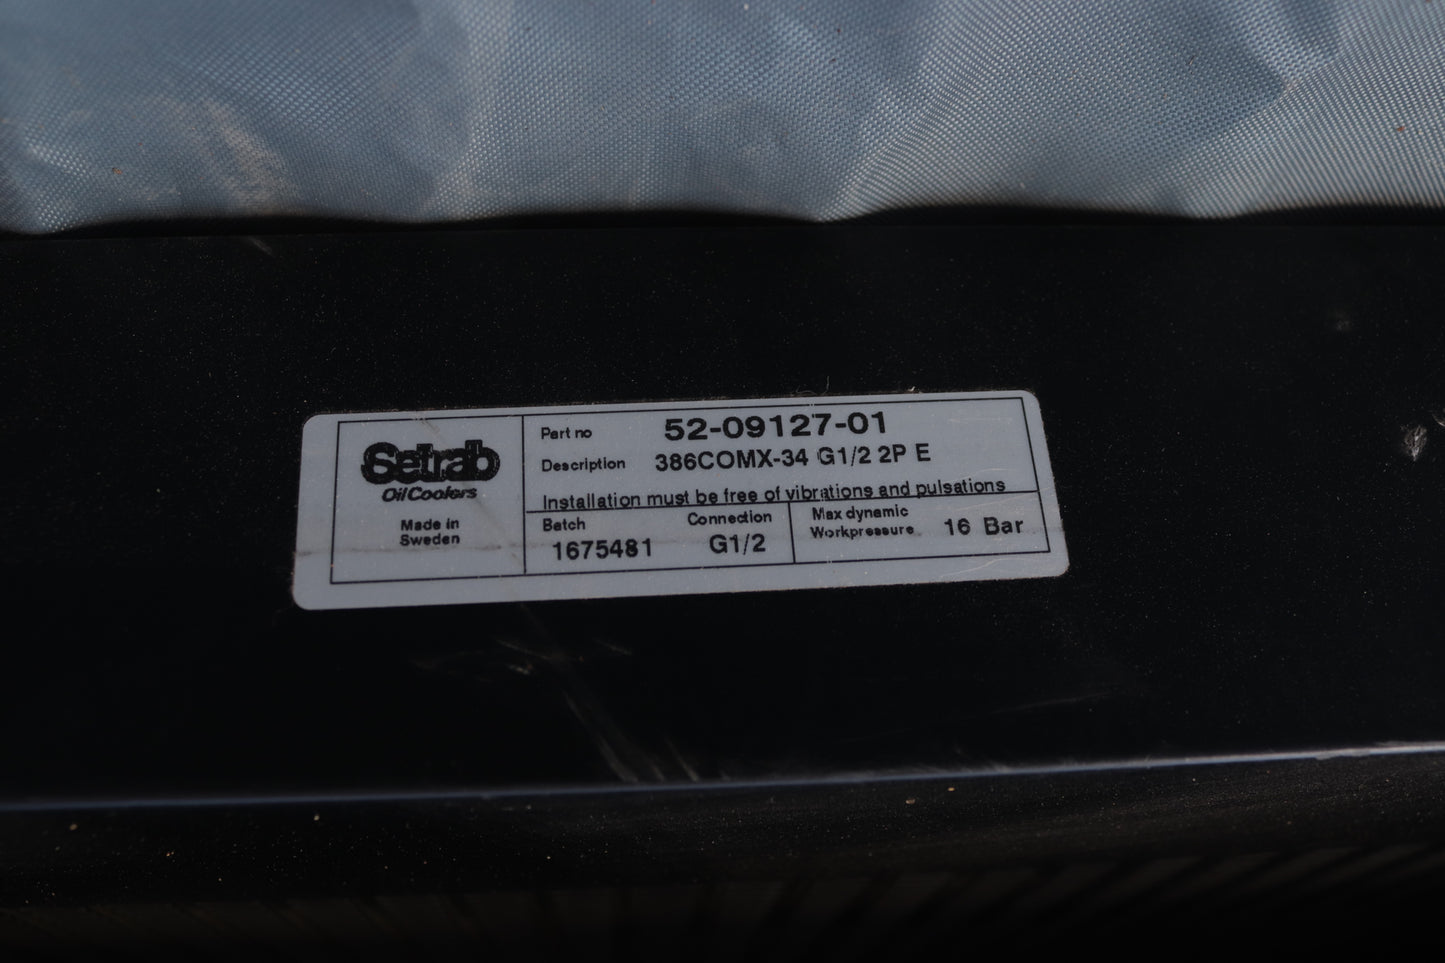 Setrab
Oil Coolers
Made in
Sweden
Part no 52-09127-01
Description 386COMX-34 G1/2 2P E
Installation must be free of vibrations and pulsations
Batch
1675481
Connection
G1/2
Max dynamic
Workpressure 16 Bar